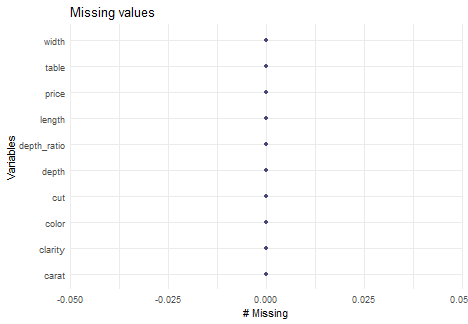 Missing values
width
table
price
length
depth_ratio
depth
cut
color
clarity
carat
Variables
-0.050 -0.025 0.000 0.025 0.05
# Missing